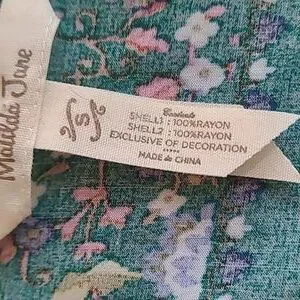 Matilda Jane
S
Contents
SHELL1 : 100%RAYON
SHELL2 : 100%RAYON
EXCLUSIVE OF DECORATION
*****
MADE IN CHINA